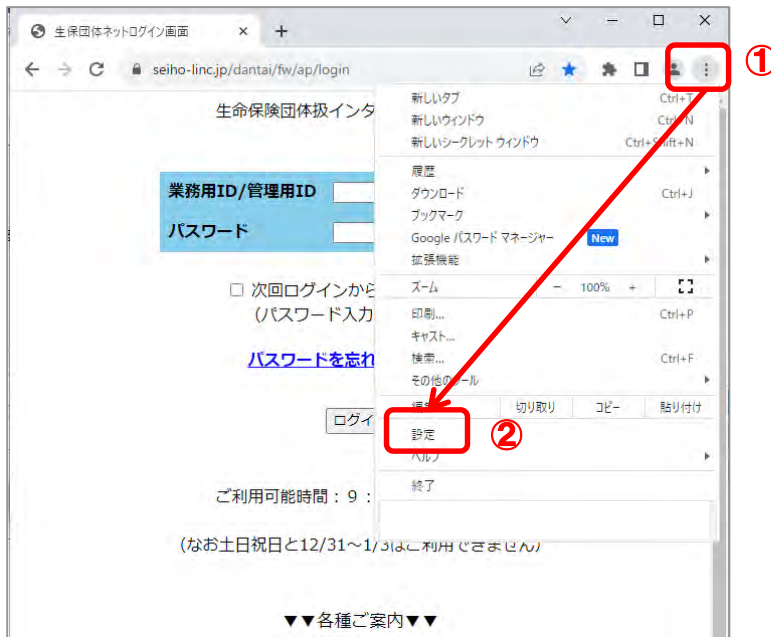 生保団体ネットログイン画面
seiho-linc.jp/dantai/fw/ap/login
①
生命保険団体扱インタ
業務用ID/管理用ID
パスワード
□ 次回ログインから
(パスワード入力
パスワードを忘れ
ログイ
ご利用可能時間：9：
(なお土日祝日と12/31～1/3はご利用できません)
▼▼各種ご案内▼▼
新しいタブ Ctrl+T
新しいウィンドウ Ctrl+N
新しいシークレット ウィンドウ Ctrl+Shift+N
履歴
ダウンロード Ctrl+J
ブックマーク
Google パスワード マネージャー New
拡張機能
ズーム － 100% ＋
印刷... Ctrl+P
キャスト...
検索... Ctrl+F
その他のツール
編集 切り取り コピー 貼り付け
設定 ②
ヘルプ
終了